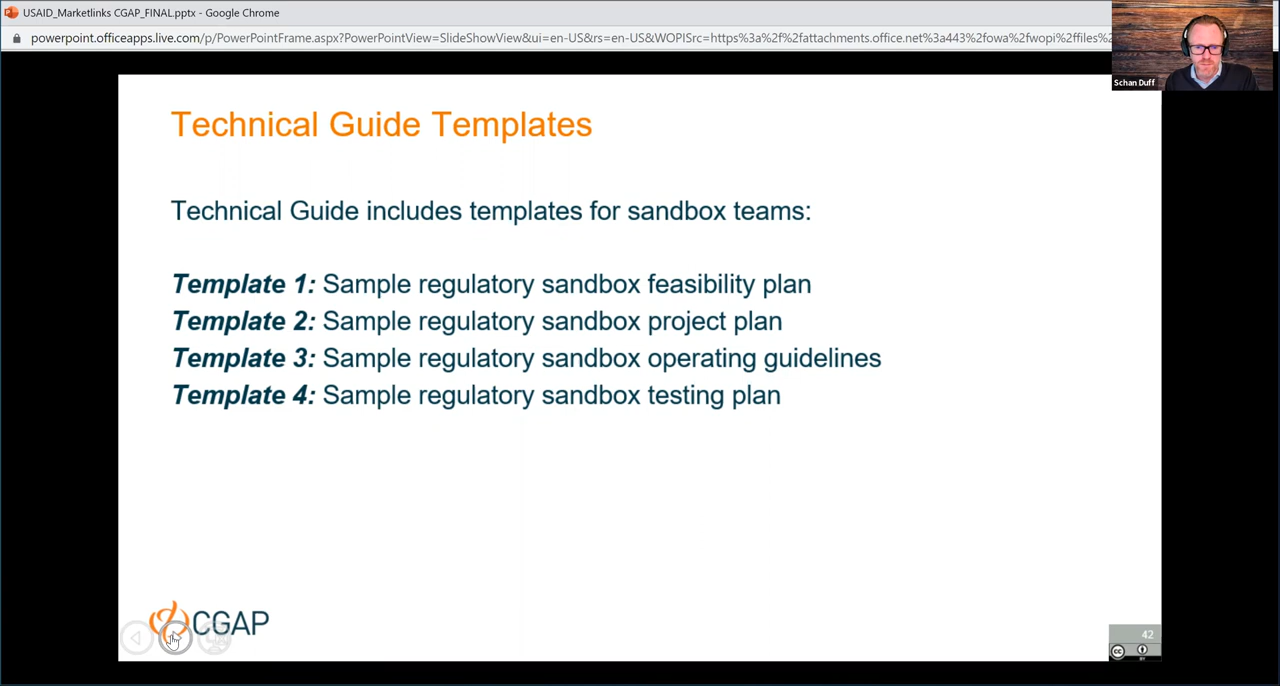 USAID_Marketlinks CGAP_FINAL.pptx - Google Chrome
powerpoint.officeapps.live.com/p/PowerPointFrame.aspx?PowerPointView=SlideShowView&ui=en-US&rs=en-US&WOPISrc=https%3a%2f%2fattachments.office.net%3a443%2fowa%2fwopi%2ffiles%2
Schan Duff
Technical Guide Templates
Technical Guide includes templates for sandbox teams:
Template 1: Sample regulatory sandbox feasibility plan
Template 2: Sample regulatory sandbox project plan
Template 3: Sample regulatory sandbox operating guidelines
Template 4: Sample regulatory sandbox testing plan
CGAP
42
cc
BY